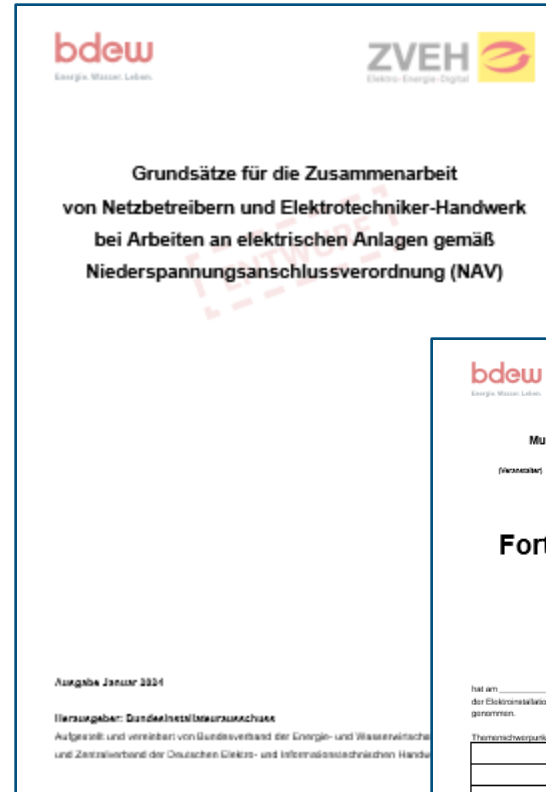 bdew
Energie. Wasser. Leben.
ZVEH
Elektro-Energie-Digital
Grundsätze für die Zusammenarbeit
von Netzbetreibern und Elektrotechniker-Handwerk
bei Arbeiten an elektrischen Anlagen gemäß
Niederspannungsanschlussverordnung (NAV)
ENTWURF
Ausgabe Januar 2024
Herausgeber: Bundesinstallateurausschuss
Aufgestellt und vereinbart von Bundesverband der Energie- und Wasserwirtscha
und Zentralverband der Deutschen Elektro- und Informationstechnischen Handw
bdew
Energie. Wasser. Leben.
Mu
(Veranstalter)
Fort
hat am
der Elektroinstallatio
genommen.
Themenschwerpunk